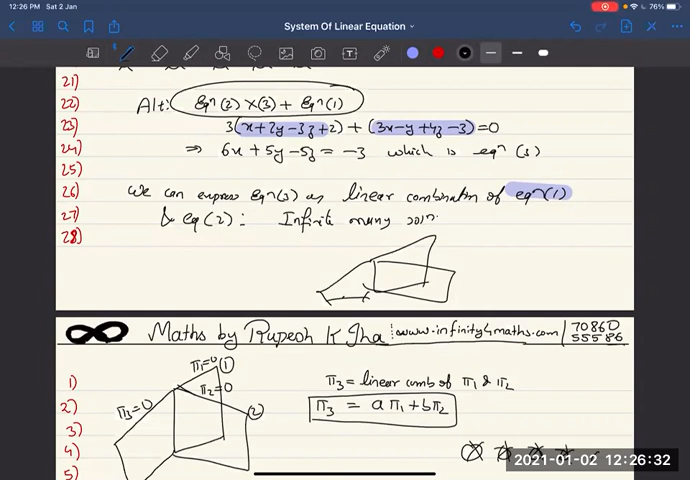 12:26 PM Sat 2 Jan
76%
System Of Linear Equation
21)
22) Alt: Eqn(2) x(3) + Eqn(1)
23) 3(x+2y-3z+2) + (3x-y+4z-3)=0
24) ⇒ 6x + 5y -5z = -3 which is eqn (3)
25)
26) We can express Eqn(3) as linear combination of eqn(1)
27) & eq(2): Infinite many soln.
28)
∞ Maths by Rupesh K Jha www.infinity4maths.com/ 70860 55586
1) π1=0 ① π3 = linear comb of π1 & π2
2) π3=0 π2=0 ② π3 = aπ1 + bπ2
3)
4)
5)
2021-01-02 12:26:32